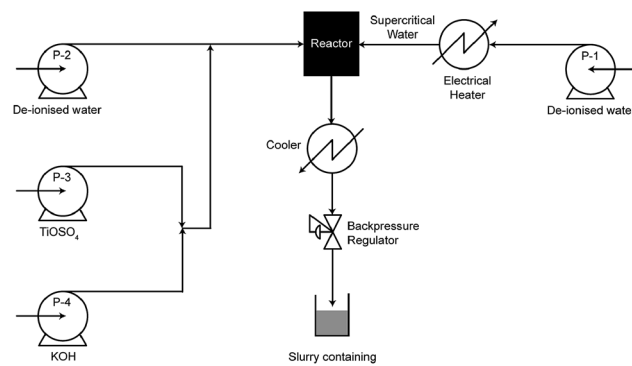 P-2
De-ionised water
P-3
TiOSO₄
P-4
KOH
Reactor
Supercritical
Water
Electrical
Heater
P-1
De-ionised wate
Cooler
Backpressure
Regulator
Slurry containing